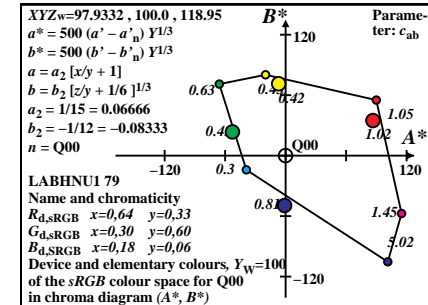 XYZw=97.9332, 100.0, 118.95
a* = 500 (a' - a'n) Y1/3
b* = 500 (b' - b'n) Y1/3
a = a2 [x/y + 1]
b = b2 [z/y + 1/6 ]1/3
a2 = 1/15 = 0.06666
b2 = -1/12 = -0.08333
n = Q00
B*
Parame-
ter: cab
120
0.63
0.42
1.05
1.02
A*
Q00
−120
0.3
120
LABHNU1 79
Name and chromaticity
Rd,sRGB x=0,64 y=0,33
Gd,sRGB x=0,30 y=0,60
Bd,SRGB x=0,18 y=0,06
0.81
1.45
5.02
Device and elementary colours, YW=100
of the sRGB colour space for Q00
in chroma diagram (A*, B*)
−120